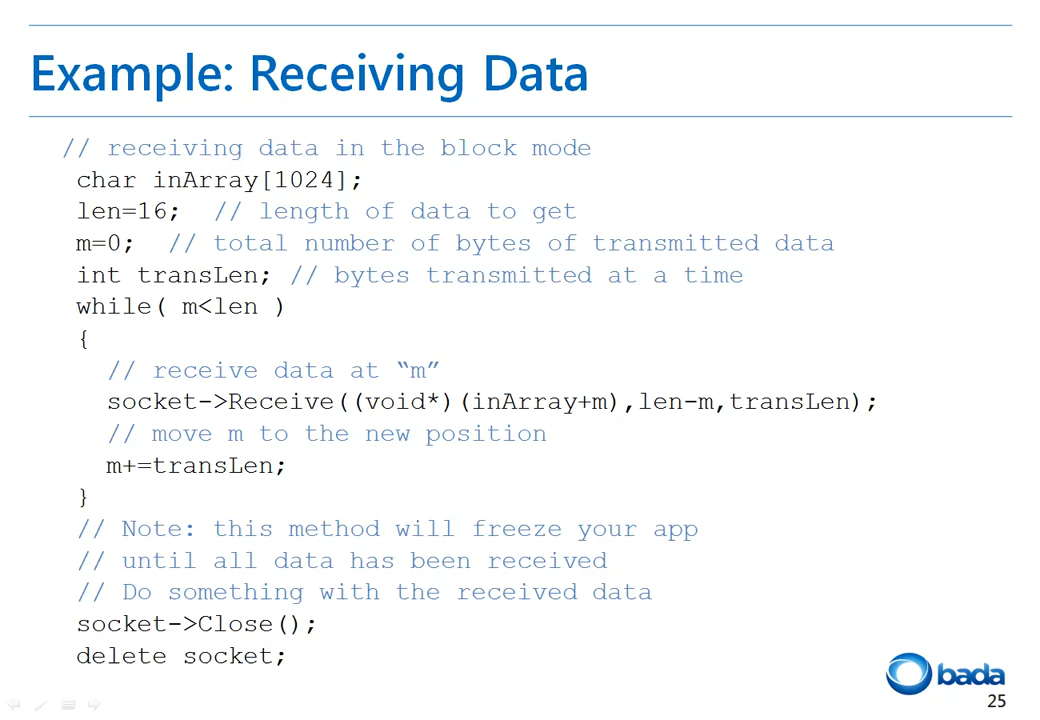 Example: Receiving Data
// receiving data in the block mode
char inArray[1024];
len=16;  // length of data to get
m=0;  // total number of bytes of transmitted data
int transLen; // bytes transmitted at a time
while( m<len )
{
// receive data at “m”
socket->Receive((void*)(inArray+m),len-m,transLen);
// move m to the new position
m+=transLen;
}
// Note: this method will freeze your app
// until all data has been received
// Do something with the received data
socket->Close();
delete socket;
bada
25